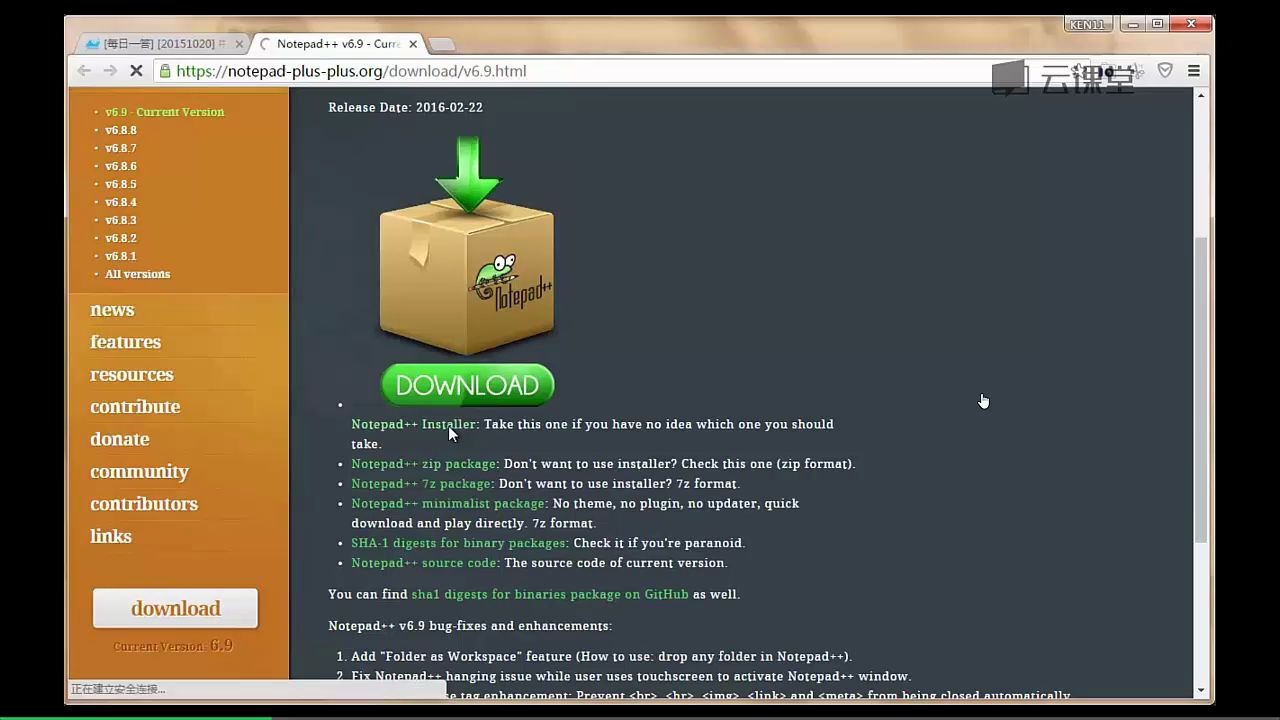 KEN11
[每日一答] [20151020]
Notepad++ v6.9 - Curre
https://notepad-plus-plus.org/download/v6.9.html
云课堂
v6.9 - Current Version
v6.8.8
v6.8.7
v6.8.6
v6.8.5
v6.8.4
v6.8.3
v6.8.2
v6.8.1
All versions
news
features
resources
contribute
donate
community
contributors
links
download
Current Version: 6.9
Release Date: 2016-02-22
Notepad++
DOWNLOAD
Notepad++ Installer: Take this one if you have no idea which one you should
take.
Notepad++ zip package: Don't want to use installer? Check this one (zip format).
Notepad++ 7z package: Don't want to use installer? 7z format.
Notepad++ minimalist package: No theme, no plugin, no updater, quick
download and play directly. 7z format.
SHA-1 digests for binary packages: Check it if you're paranoid.
Notepad++ source code: The source code of current version.
You can find sha1 digests for binaries package on GitHub as well.
Notepad++ v6.9 bug-fixes and enhancements:
1. Add "Folder as Workspace" feature (How to use: drop any folder in Notepad++).
2. Fix Notepad++ hanging issue while user uses touchscreen to activate Notepad++ window.
tag enhancement: Prevent <br>, <hr>, <img>, <link> and <meta> from being closed automatically
正在建立安全连接...